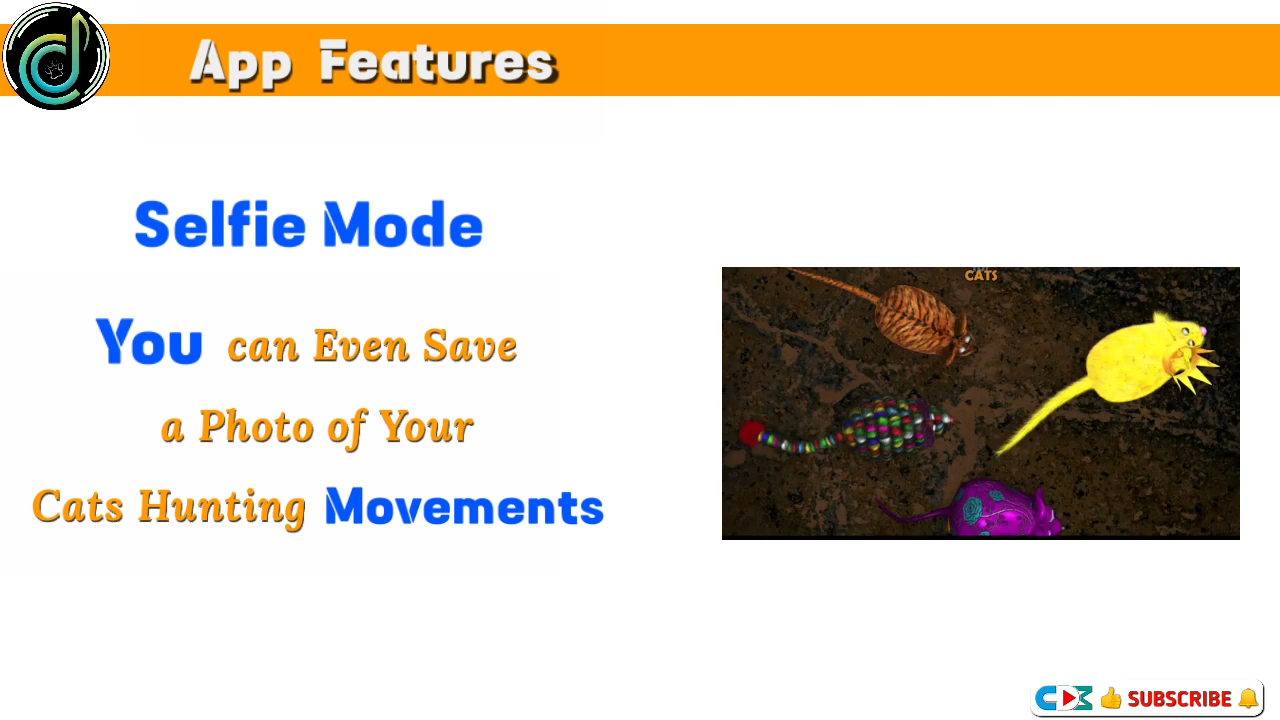 App Features
Selfie Mode
You can Even Save
a Photo of Your
Cats Hunting Movements
CATS
SUBSCRIBE